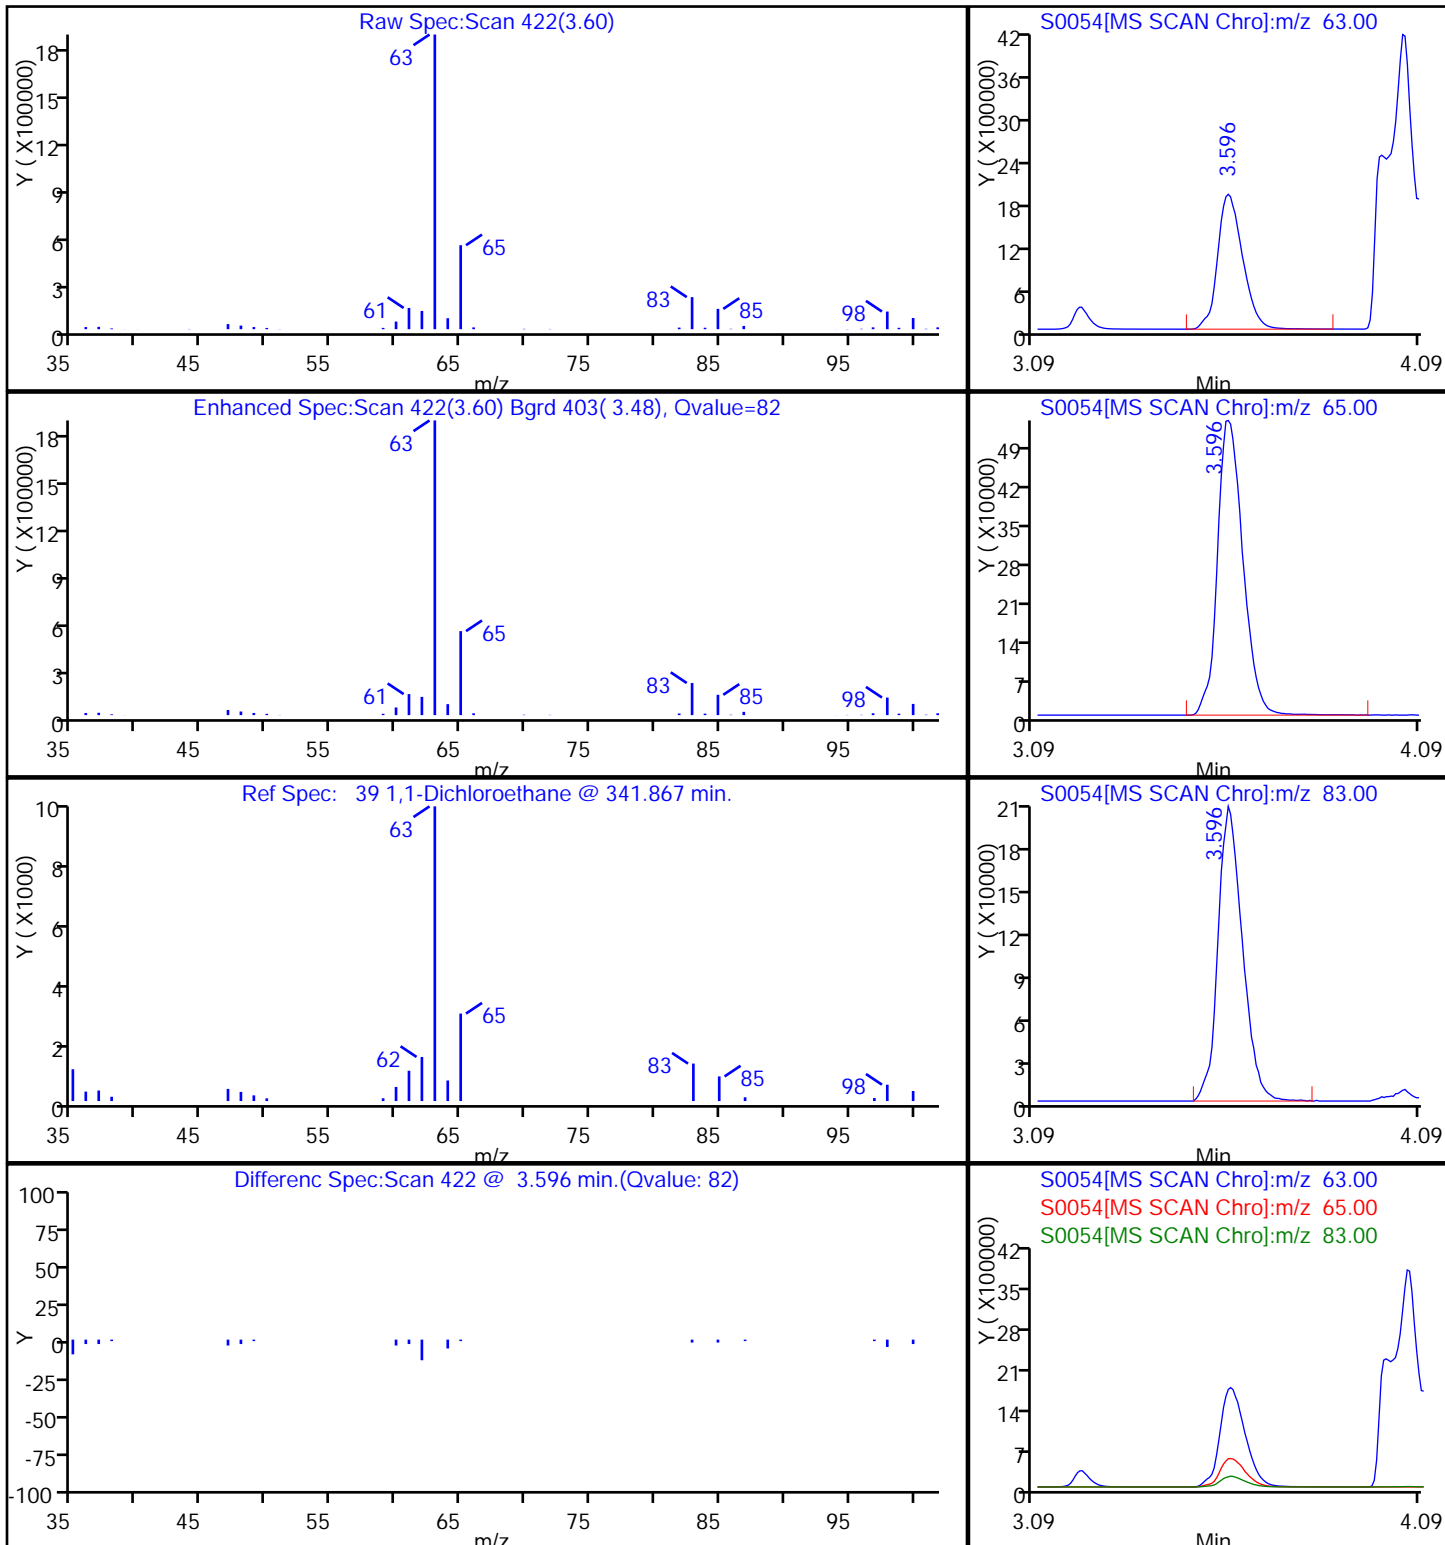 Raw Spec:Scan 422(3.60)
Y ( X100000)
18
15
12
9
6
3
0
63
65
61
83
85
98
35 45 55 65 75 85 95
m/z
S0054[MS SCAN Chro]:m/z 63.00
Y ( X100000)
42
36
30
24
18
12
6
0
3.596
3.09 4.09
Min
Enhanced Spec:Scan 422(3.60) Bgrd 403( 3.48), Qvalue=82
Y ( X100000)
18
15
12
9
6
3
0
63
65
61
83
85
98
35 45 55 65 75 85 95
m/z
S0054[MS SCAN Chro]:m/z 65.00
Y ( X10000)
49
42
35
28
21
14
7
0
3.596
3.09 4.09
Min
Ref Spec: 39 1,1-Dichloroethane @ 341.867 min.
Y ( X1000)
10
8
6
4
2
0
63
65
62
83
85
98
35 45 55 65 75 85 95
m/z
S0054[MS SCAN Chro]:m/z 83.00
Y ( X10000)
21
18
15
12
9
6
3
0
3.596
3.09 4.09
Min
Differenc Spec:Scan 422 @ 3.596 min.(Qvalue: 82)
Y
100
75
50
25
0
-25
-50
-75
-100
35 45 55 65 75 85 95
m/z
S0054[MS SCAN Chro]:m/z 63.00
S0054[MS SCAN Chro]:m/z 65.00
S0054[MS SCAN Chro]:m/z 83.00
Y ( X100000)
42
35
28
21
14
7
0
3.09 4.09
Min